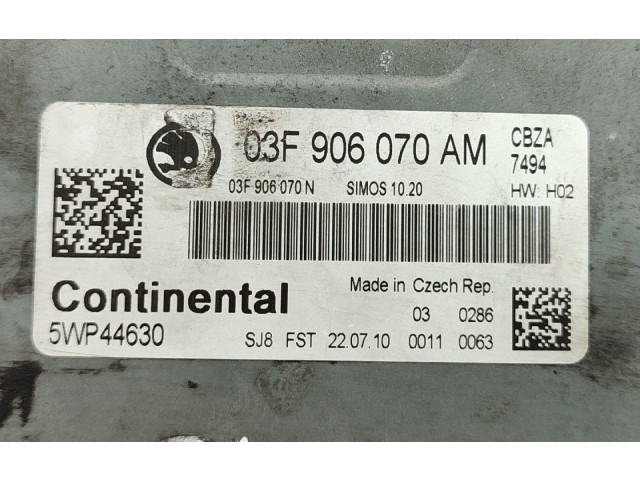 03F 906 070 AM CBZA
7494
03F 906 070 N SIMOS 10.20 HW: H02
Continental Made in Czech Rep.
03 0286
5WP44630 SJ8 FST 22.07.10 0011 0063